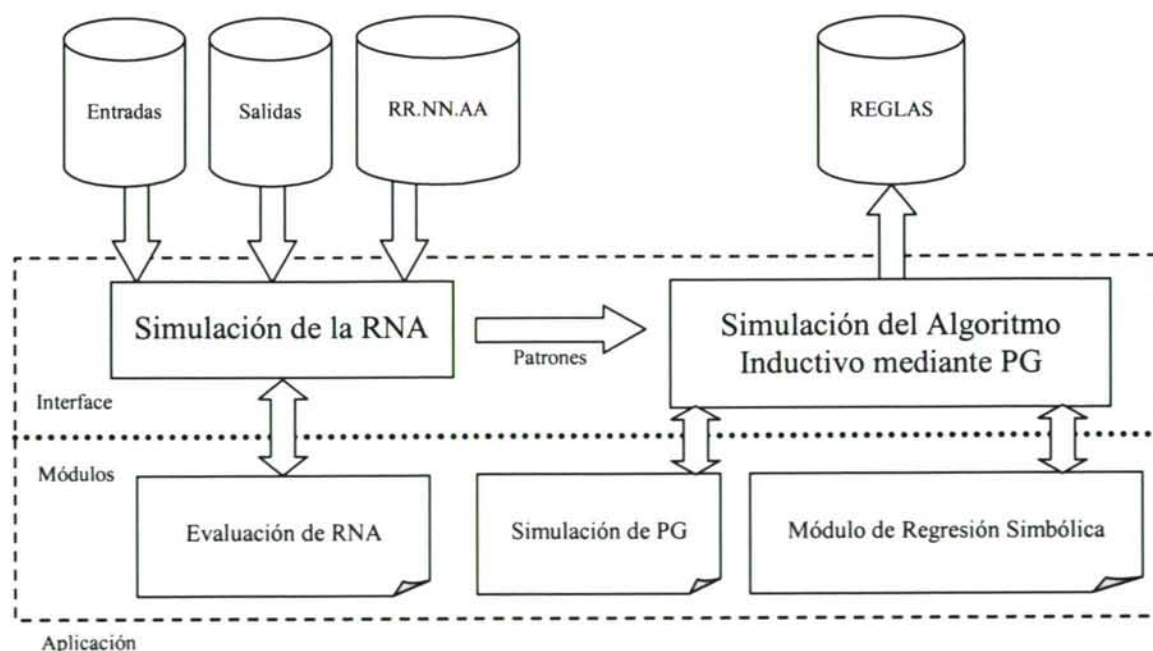 Entradas
Salidas
RR.NN.AA
REGLAS
Simulación de la RNA
Patrones
Simulación del Algoritmo
Inductivo mediante PG
Interface
Módulos
Evaluación de RNA
Simulación de PG
Módulo de Regresión Simbólica
Aplicación